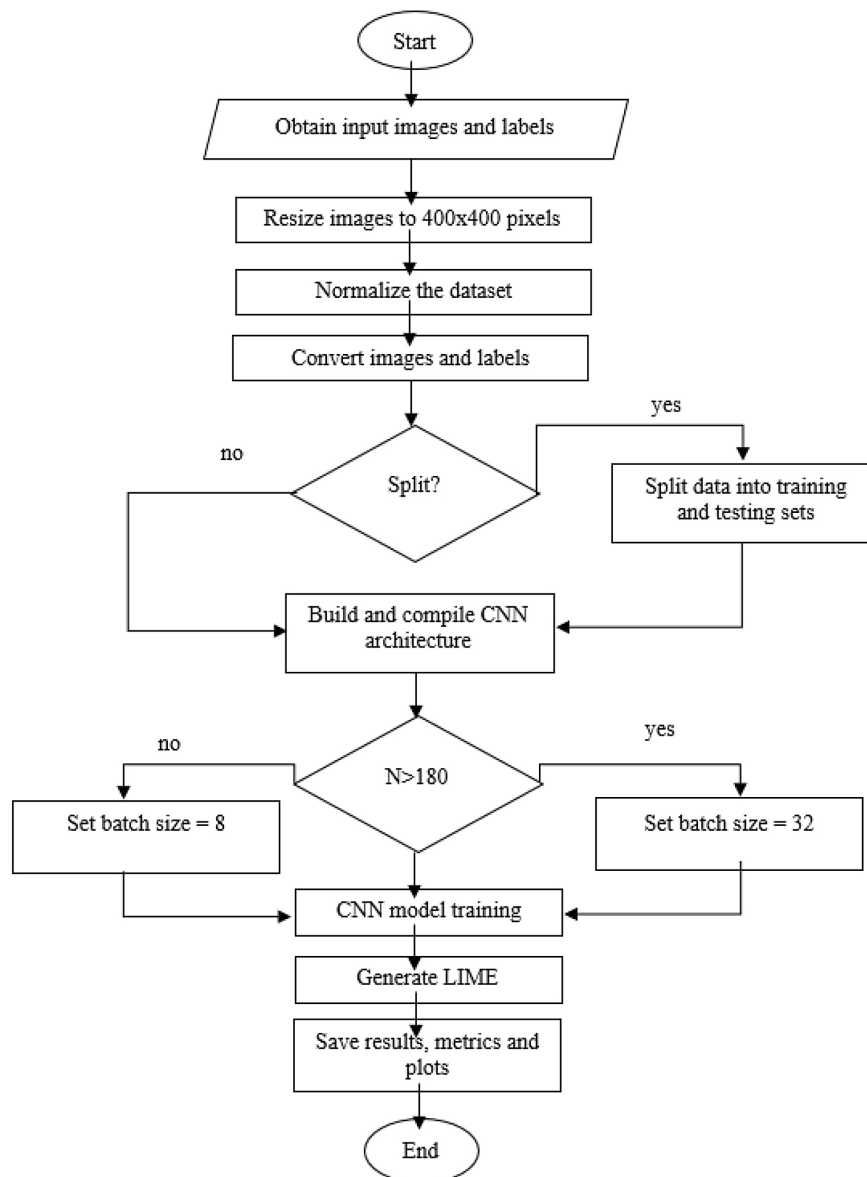 Start
Obtain input images and labels
Resize images to 400x400 pixels
Normalize the dataset
Convert images and labels
yes
no
Split?
Split data into training
and testing sets
Build and compile CNN
architecture
no
yes
N>180
Set batch size = 8
Set batch size = 32
CNN model training
Generate LIME
Save results, metrics and
plots
End